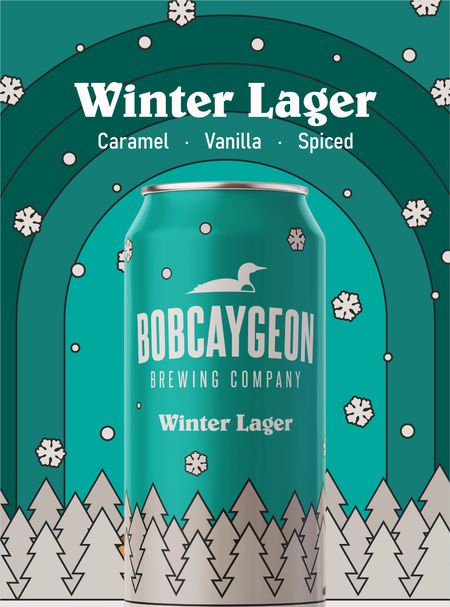 Winter Lager
Caramel · Vanilla · Spiced
BOBCAYGEON
BREWING COMPANY
Winter Lager